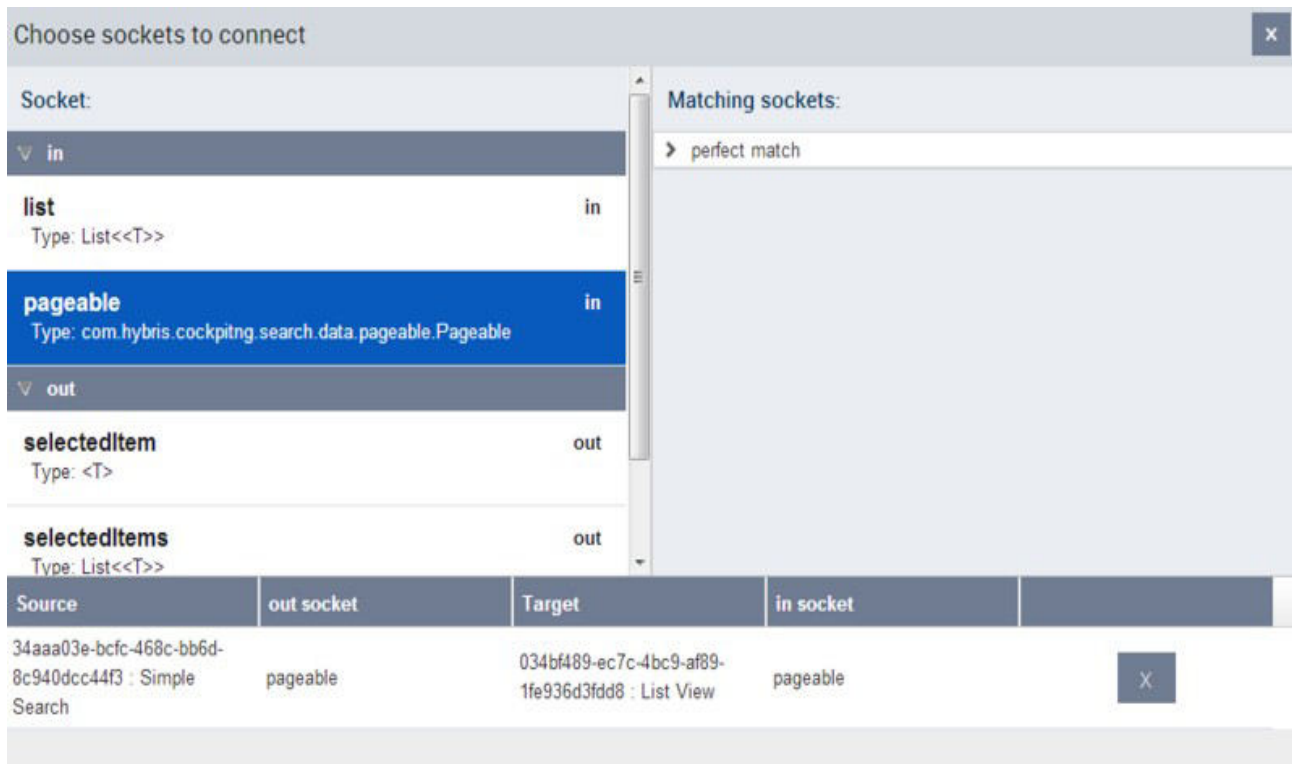 Choose sockets to connect
x
Socket:
Matching sockets:
in
perfect match
list
in
Type: List<<T>>
pageable
in
Type: com.hybris.cockpitng.search.data.pageable.Pageable
out
selectedItem
out
Type: <T>
selectedItems
out
Type: List<<T>>
Source
out socket
Target
in socket
34aaa03e-bcfc-468c-bb6d-
8c940dcc44f3 : Simple
Search
pageable
034bf489-ec7c-4bc9-af89-
1fe936d3fdd8 : List View
pageable
X